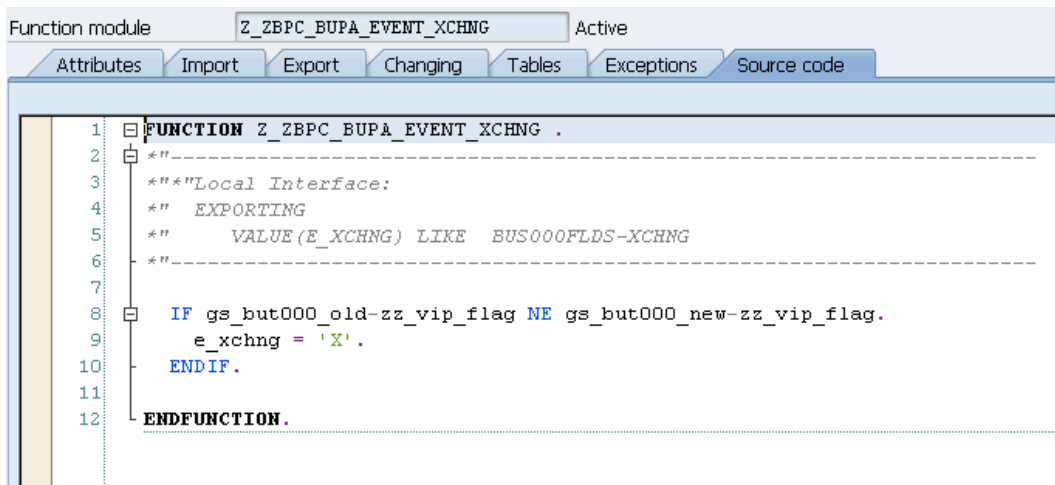 Function module Z_ZBPC_BUPA_EVENT_XCHNG Active
Attributes Import Export Changing Tables Exceptions Source code
1 FUNCTION Z_ZBPC_BUPA_EVENT_XCHNG .
2 *"----------------------------------------------------------------------
3 *"*"Local Interface:
4 *" EXPORTING
5 *" VALUE(E_XCHNG) LIKE BUS000FLDS-XCHNG
6 *"----------------------------------------------------------------------
7
8 IF gs_but000_old-zz_vip_flag NE gs_but000_new-zz_vip_flag.
9 e_xchng = 'X'.
10 ENDIF.
11
12 ENDFUNCTION.